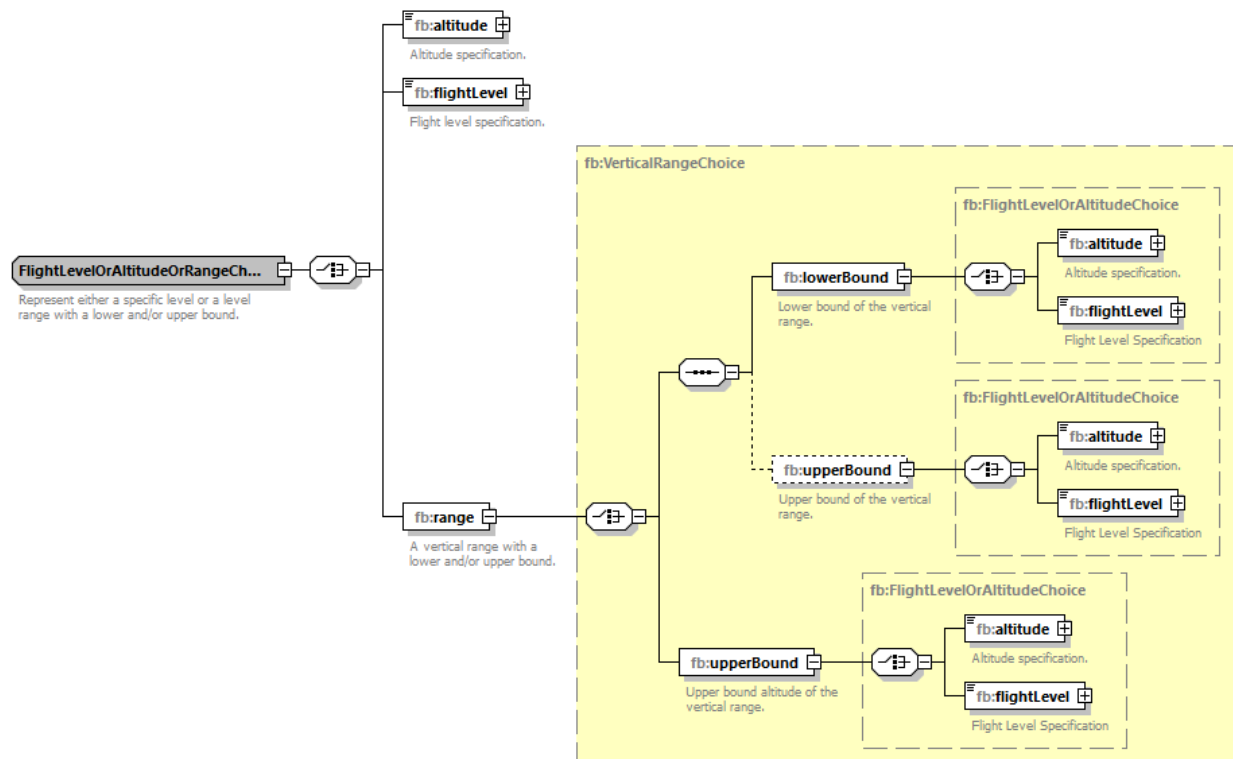 fb:altitude
Altitude specification.
fb:flightLevel
Flight level specification.
fb:VerticalRangeChoice
fb:FlightLevelOrAltitudeChoice
fb:altitude
Altitude specification.
FlightLevelOrAltitudeOrRangeCh...
Represent either a specific level or a level
range with a lower and/or upper bound.
fb:lowerBound
Lower bound of the vertical
range.
fb:flightLevel
Flight Level Specification
fb:FlightLevelOrAltitudeChoice
fb:altitude
Altitude specification.
fb:upperBound
Upper bound of the vertical
range.
fb:flightLevel
Flight Level Specification
fb:range
A vertical range with a
lower and/or upper bound.
fb:FlightLevelOrAltitudeChoice
fb:altitude
Altitude specification.
fb:upperBound
Upper bound altitude of the
vertical range.
fb:flightLevel
Flight Level Specification